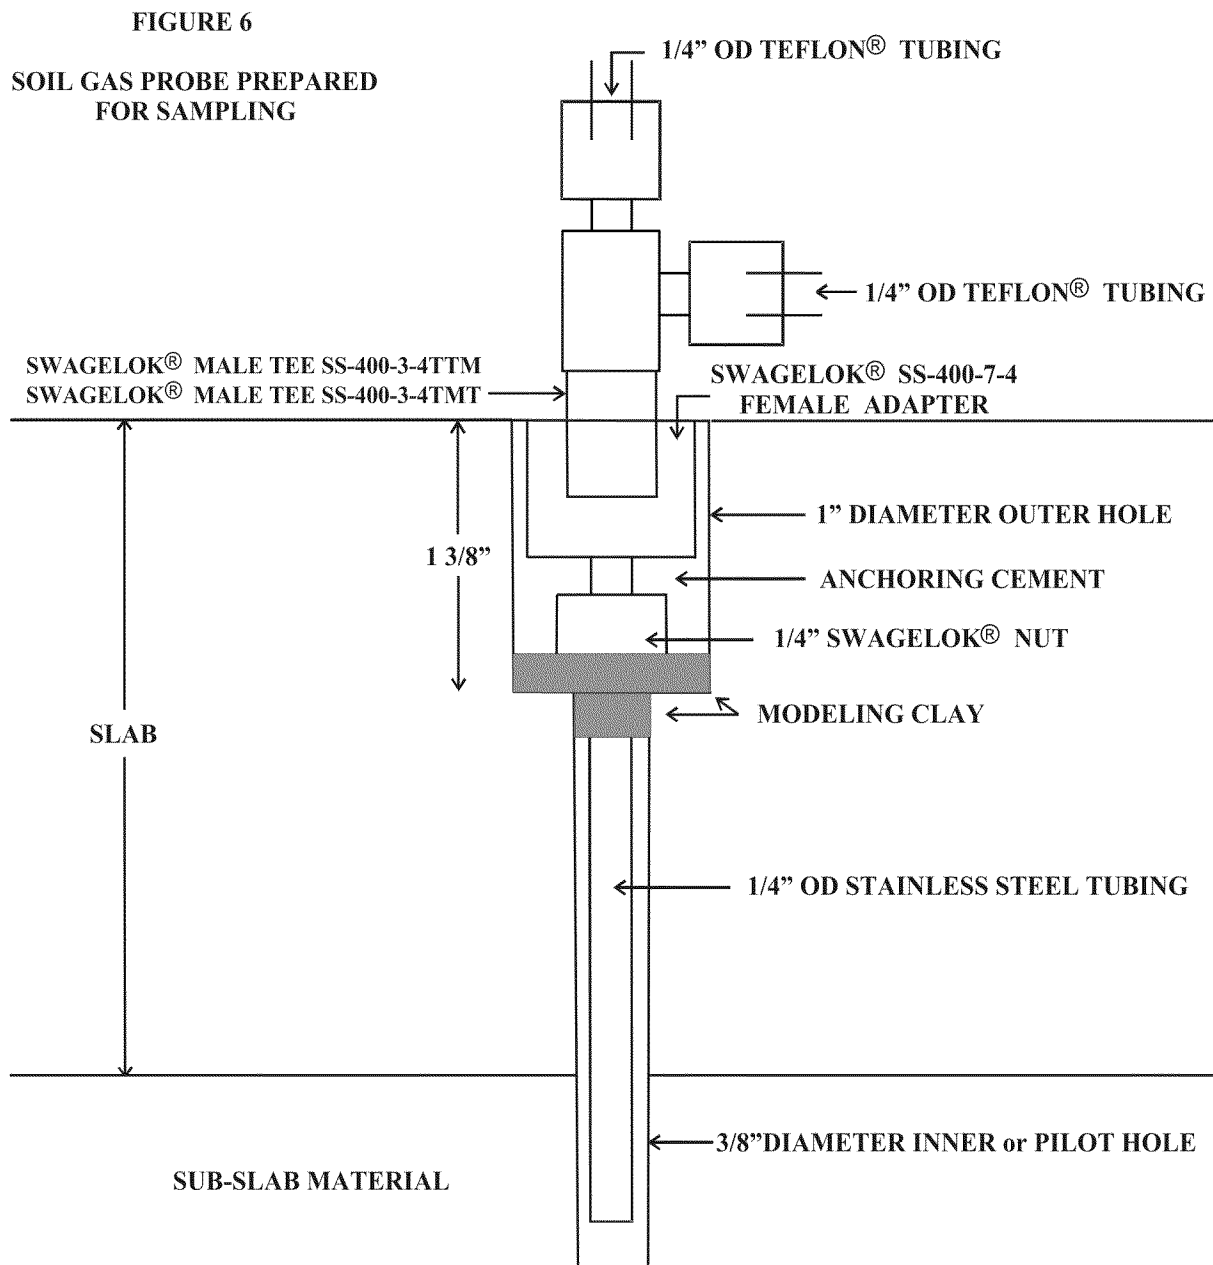 FIGURE 6
SOIL GAS PROBE PREPARED
FOR SAMPLING
1/4” OD TEFLON® TUBING
1/4” OD TEFLON® TUBING
SWAGELOK® MALE TEE SS-400-3-4TTM
SWAGELOK® MALE TEE SS-400-3-4TMT
SWAGELOK® SS-400-7-4
FEMALE ADAPTER
1” DIAMETER OUTER HOLE
1 3/8”
ANCHORING CEMENT
1/4” SWAGELOK® NUT
MODELING CLAY
SLAB
1/4” OD STAINLESS STEEL TUBING
3/8”DIAMETER INNER or PILOT HOLE
SUB-SLAB MATERIAL